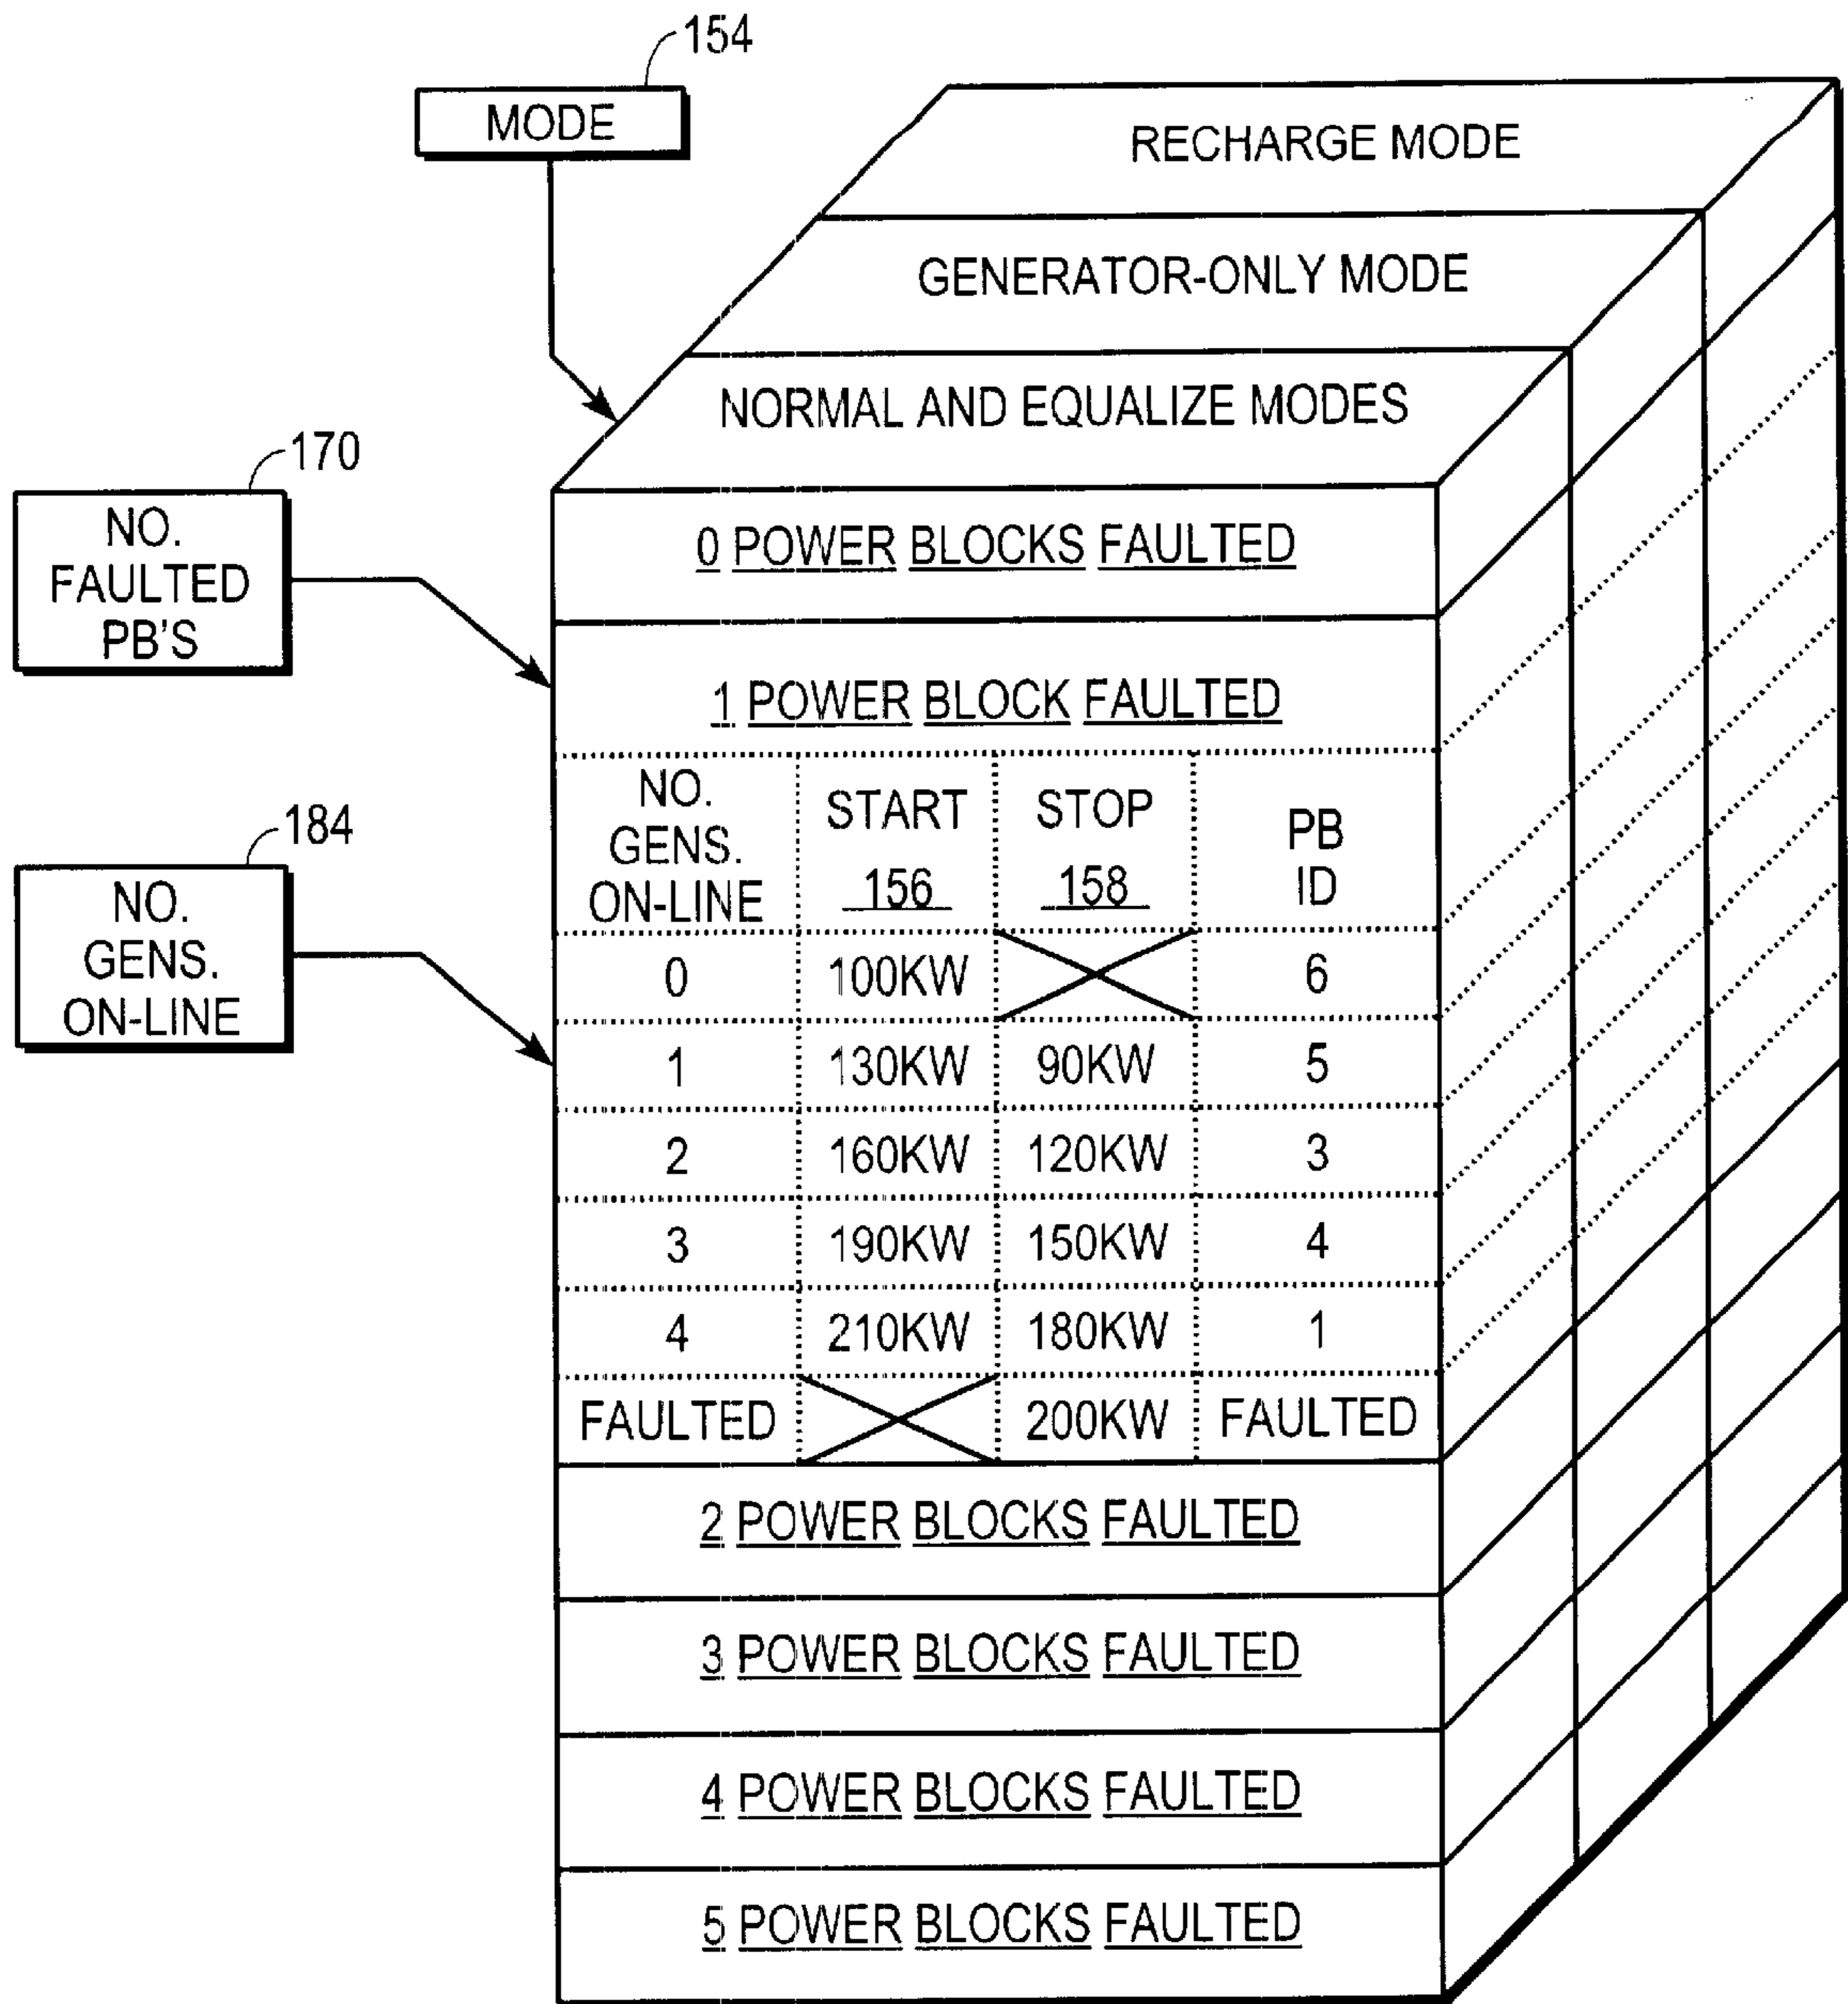 154
MODE
RECHARGE MODE
GENERATOR-ONLY MODE
NORMAL AND EQUALIZE MODES
170
NO.
FAULTED
PB'S
0 POWER BLOCKS FAULTED
1 POWER BLOCK FAULTED
184
NO.
GENS.
ON-LINE
NO.
GENS.
ON-LINE
START
156
STOP
158
PB
ID
0 100KW 6
1 130KW 90KW 5
2 160KW 120KW 3
3 190KW 150KW 4
4 210KW 180KW 1
FAULTED 200KW FAULTED
2 POWER BLOCKS FAULTED
3 POWER BLOCKS FAULTED
4 POWER BLOCKS FAULTED
5 POWER BLOCKS FAULTED